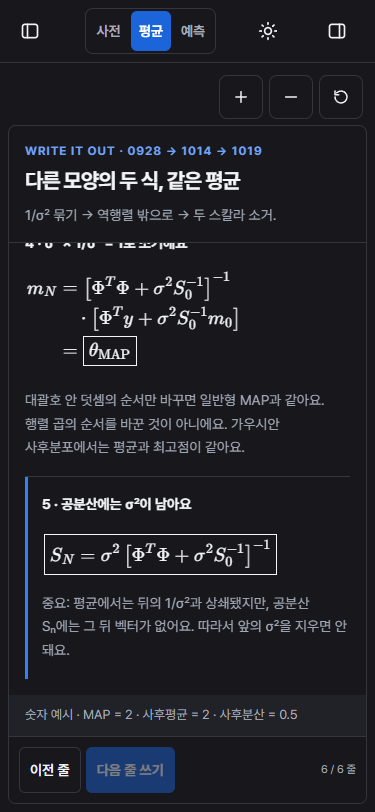 사전 평균 예측
WRITE IT OUT · 0928 → 1014 → 1019
다른 모양의 두 식, 같은 평균
1/σ² 묶기 → 역행렬 밖으로 → 두 스칼라 소거.
m_N = [Φ^T Φ + σ² S_0^{-1}]^{-1}
· [Φ^T y + σ² S_0^{-1} m_0]
= θ_MAP
대괄호 안 덧셈의 순서만 바꾸면 일반형 MAP과 같아요.
행렬 곱의 순서를 바꾼 것이 아니에요. 가우시안
사후분포에서는 평균과 최고점이 같아요.
5 · 공분산에는 σ²이 남아요
S_N = σ² [Φ^T Φ + σ² S_0^{-1}]^{-1}
중요: 평균에서는 뒤의 1/σ²과 상쇄됐지만, 공분산
Sₙ에는 그 뒤 벡터가 없어요. 따라서 앞의 σ²을 지우면 안
돼요.
숫자 예시 · MAP = 2 · 사후평균 = 2 · 사후분산 = 0.5
이전 줄 다음 줄 쓰기 6 / 6 줄